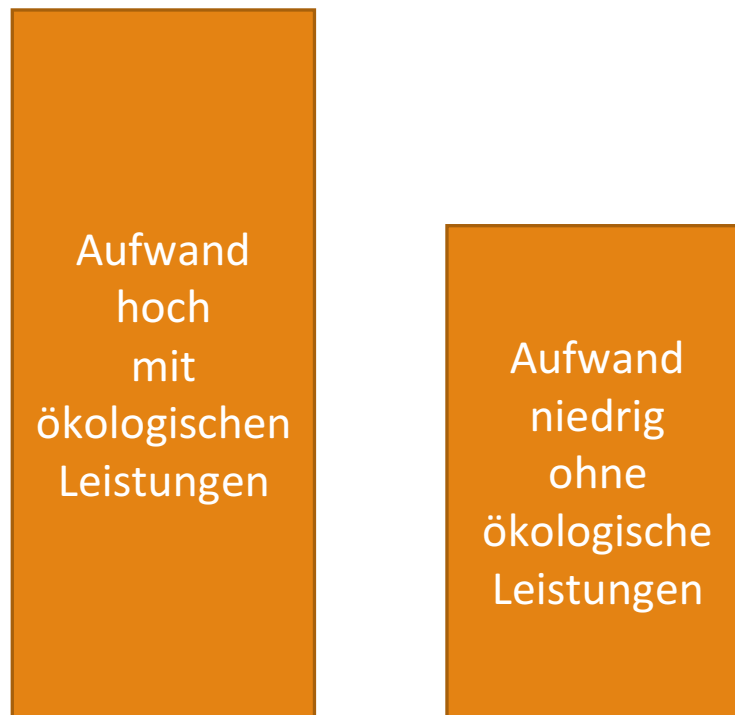 Aufwand
hoch
mit
ökologischen
Leistungen
Aufwand
niedrig
ohne
ökologische
Leistungen